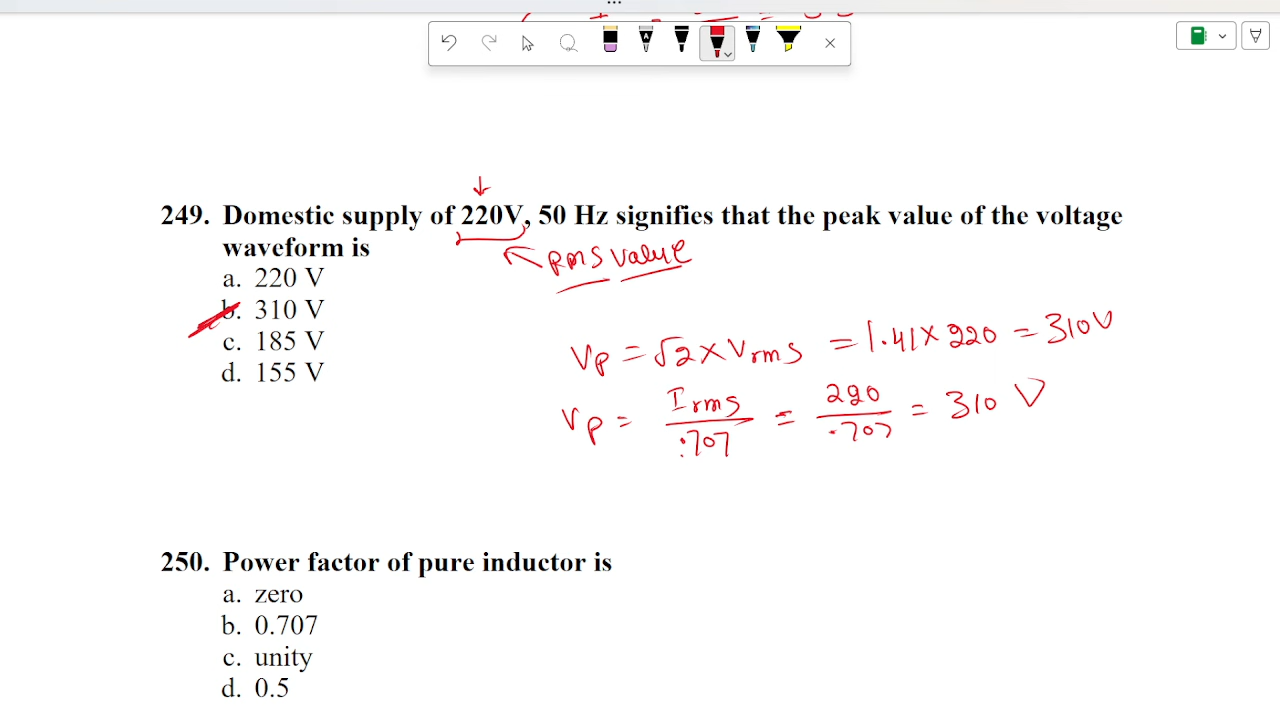 249. Domestic supply of 220V, 50 Hz signifies that the peak value of the voltage
waveform is
RMS value
a. 220 V
b. 310 V
c. 185 V
d. 155 V
Vp = √2 × Vrms = 1.41 × 220 = 310V
Vp = Irms / .707 = 220 / .707 = 310 V
250. Power factor of pure inductor is
a. zero
b. 0.707
c. unity
d. 0.5